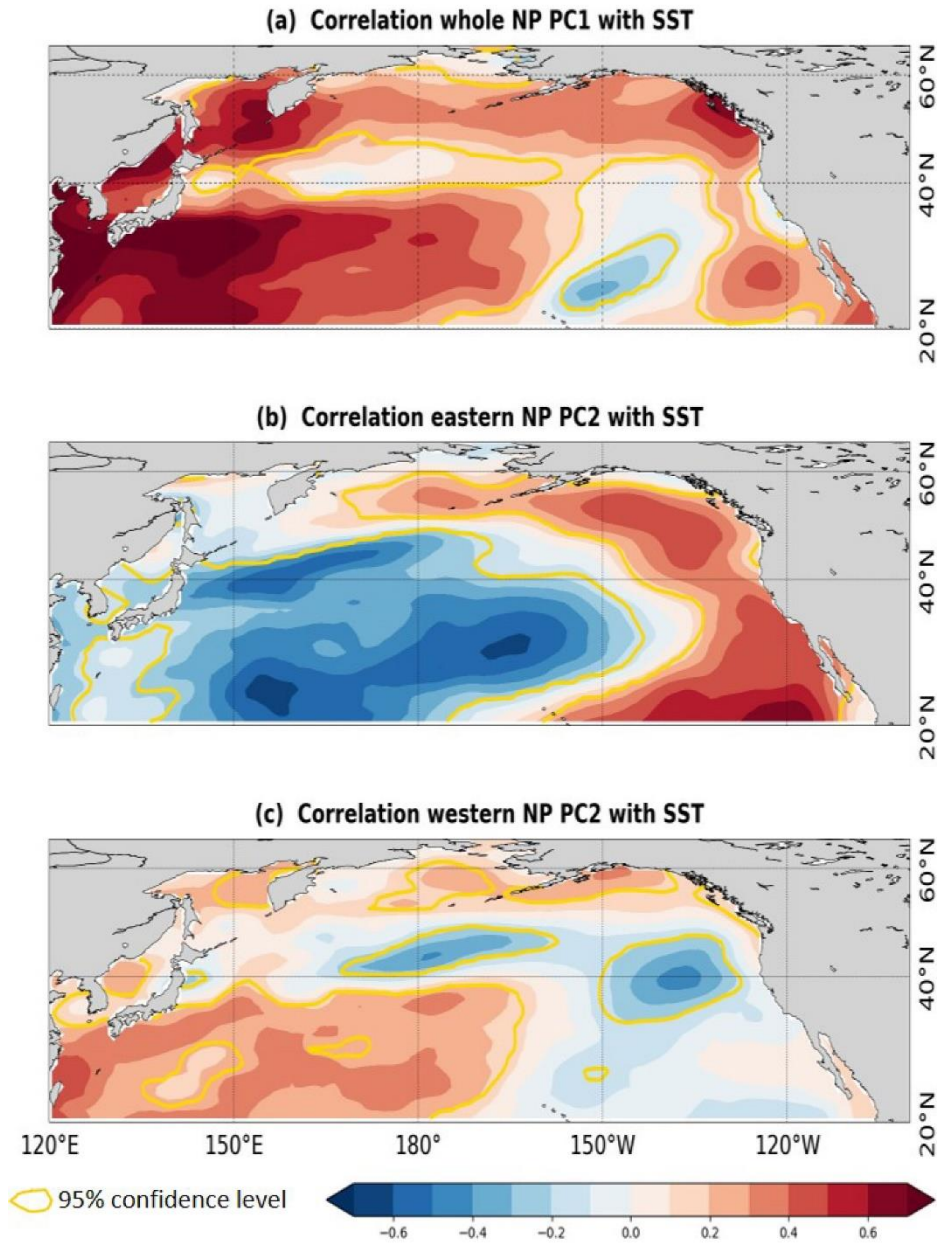 (a) Correlation whole NP PC1 with SST
60°N
40°N
20°N
(b) Correlation eastern NP PC2 with SST
60°N
40°N
20°N
(c) Correlation western NP PC2 with SST
60°N
40°N
20°N
120°E 150°E 180° 150°W 120°W
95% confidence level
−0.6 −0.4 −0.2 0.0 0.2 0.4 0.6